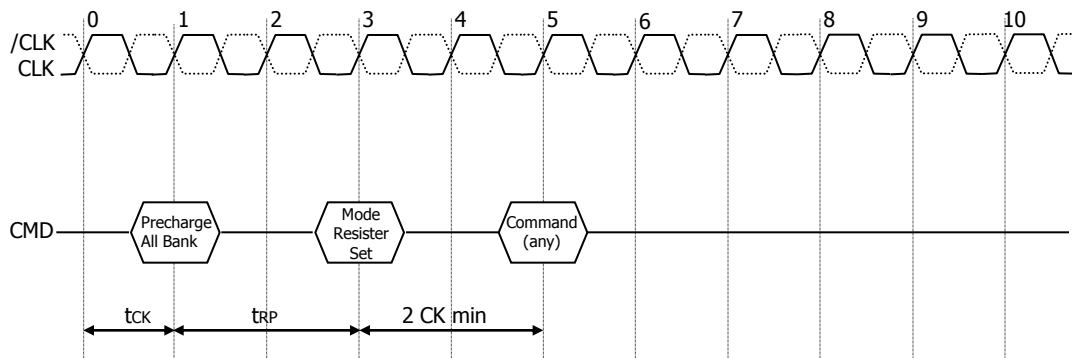 0 1 2 3 4 5 6 7 8 9 10
/CLK
CLK
CMD
Precharge
All Bank
Mode
Resister
Set
Command
(any)
tCK
tRP
2 CK min